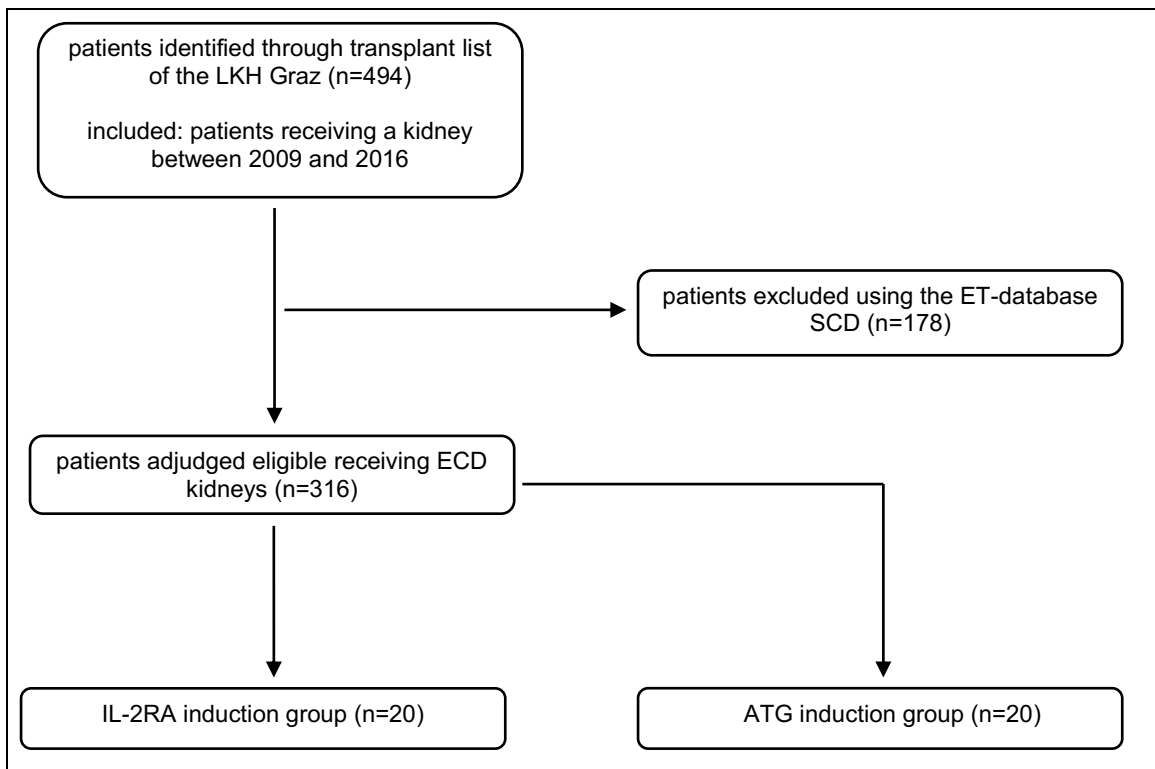 patients identified through transplant list
of the LKH Graz (n=494)
included: patients receiving a kidney
between 2009 and 2016
patients excluded using the ET-database
SCD (n=178)
patients adjudged eligible receiving ECD
kidneys (n=316)
IL-2RA induction group (n=20)
ATG induction group (n=20)